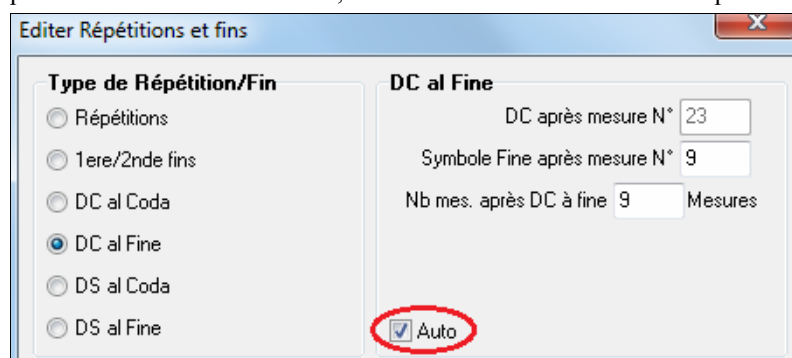 Editer Répétitions et fins
Type de Répétition/Fin
Répétitions
1ere/2nde fins
DC al Coda
DC al Fine
DS al Coda
DS al Fine
DC al Fine
DC après mesure N° 23
Symbole Fine après mesure N° 9
Nb mes. après DC à fine 9 Mesures
Auto